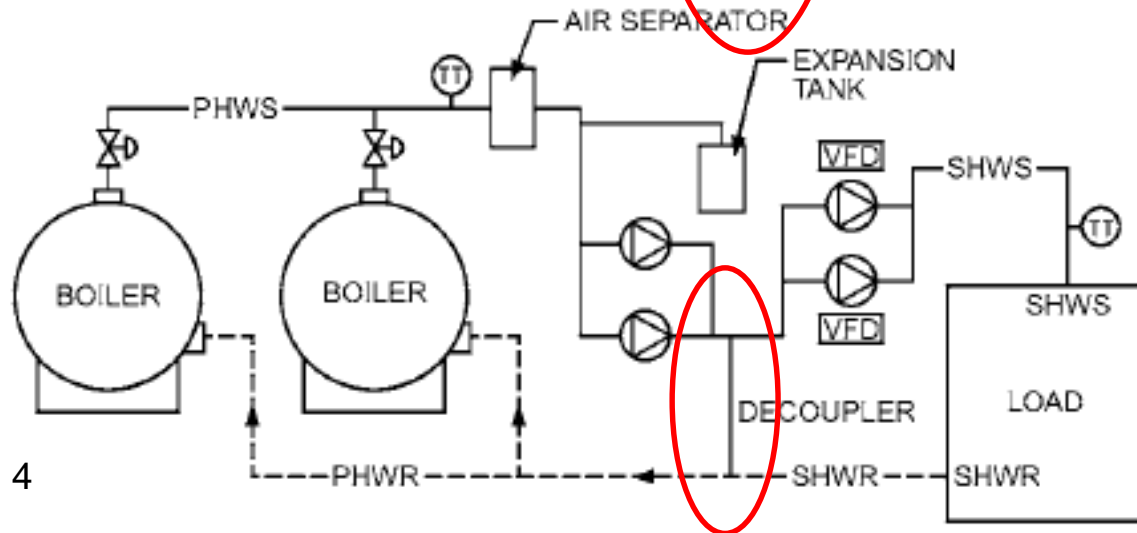 AIR SEPARATOR
TT
EXPANSION
TANK
PHWS
VFD
SHWS
TT
BOILER
BOILER
SHWS
VFD
LOAD
DECOUPLER
4
PHWR
SHWR
SHWR